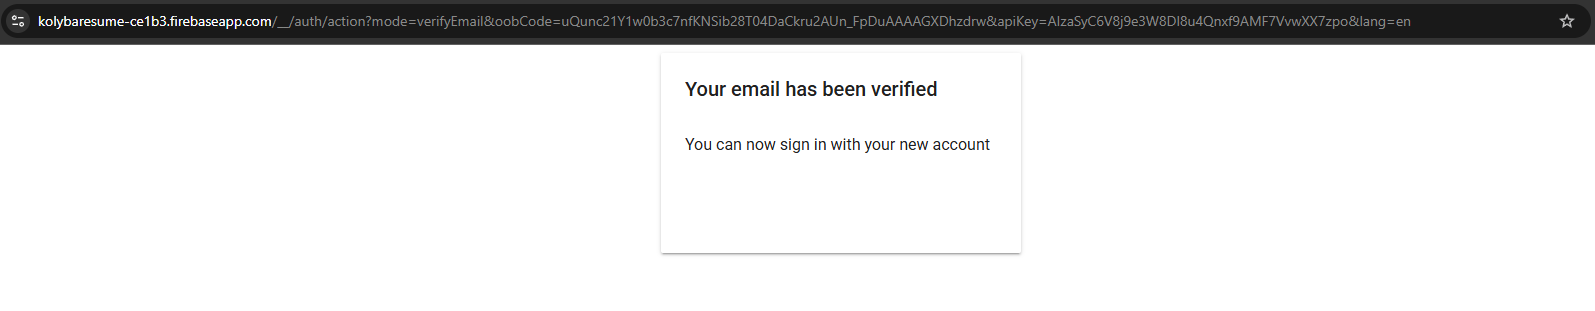 kolybaresume-ce1b3.firebaseapp.com/__/auth/action?mode=verifyEmail&oobCode=uQunc21Y1w0b3c7nfKNSib28T04DaCkru2AUn_FpDuAAAAGXDhzdrw&apiKey=AIzaSyC6V8j9e3W8DI8u4Qnxf9AMF7VvwXX7zpo&lang=en
Your email has been verified
You can now sign in with your new account